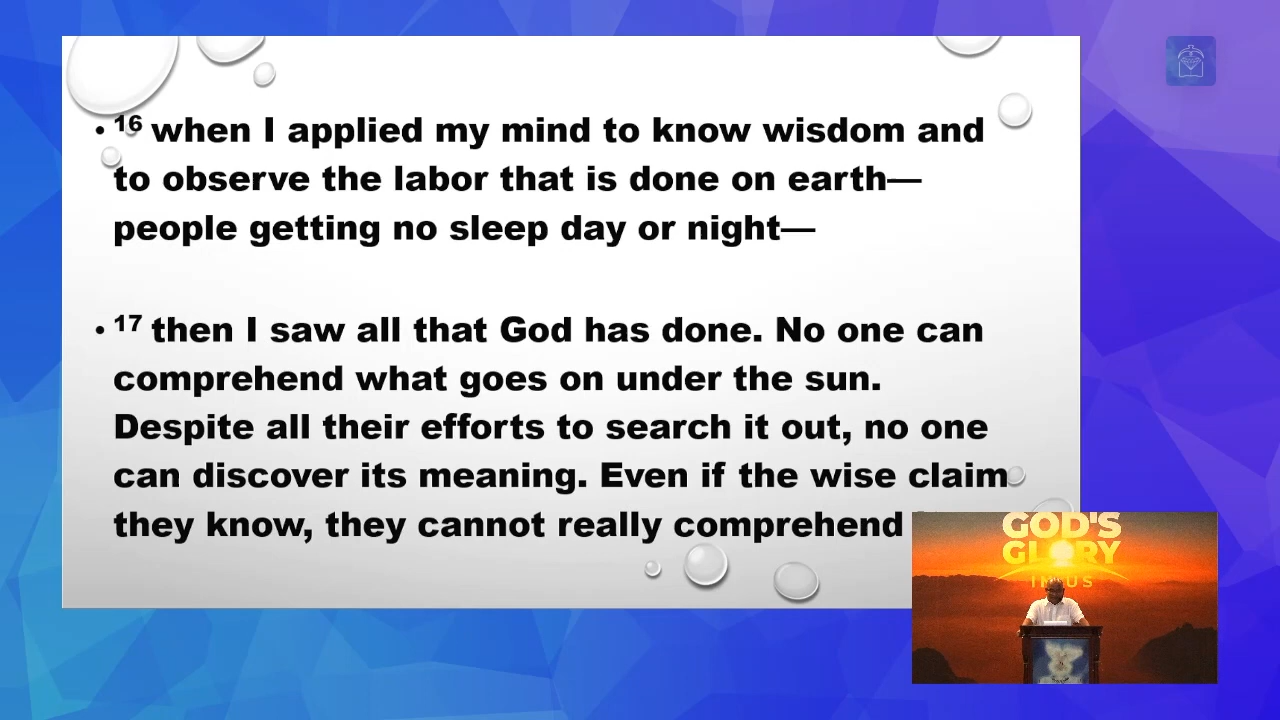 • ¹⁶ when I applied my mind to know wisdom and
to observe the labor that is done on earth—
people getting no sleep day or night—
• ¹⁷ then I saw all that God has done. No one can
comprehend what goes on under the sun.
Despite all their efforts to search it out, no one
can discover its meaning. Even if the wise claim
they know, they cannot really comprehend
GOD'S
GLORY
IN US